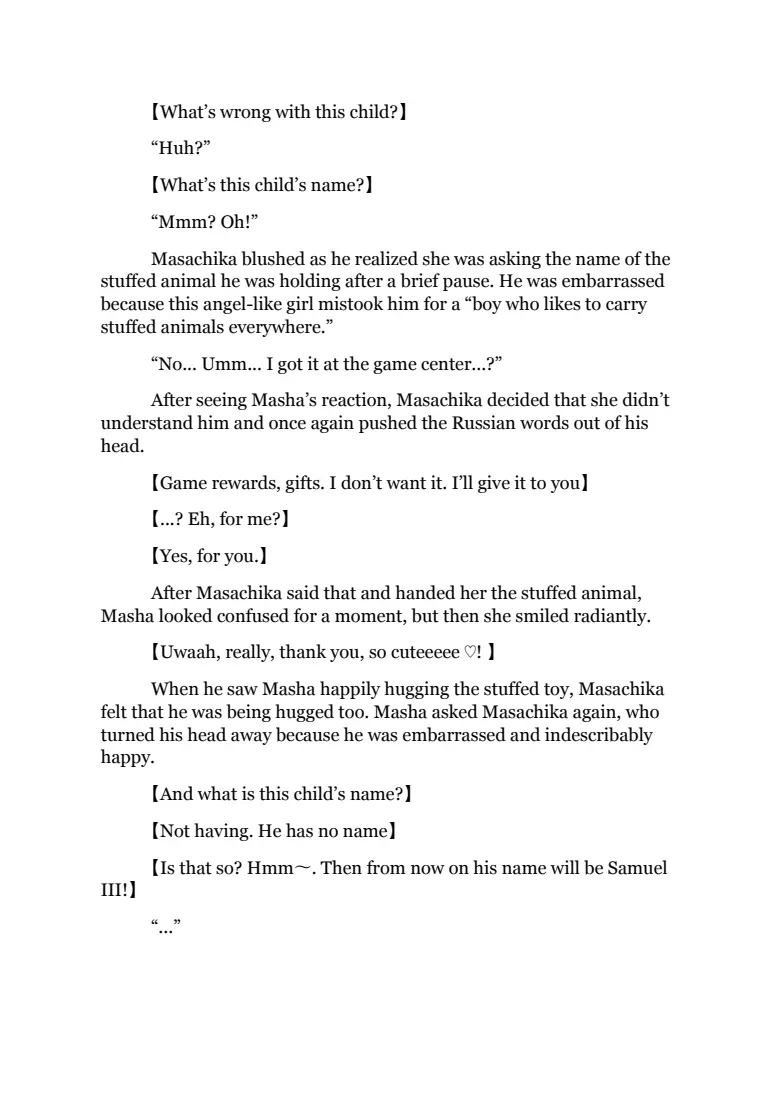 【What’s wrong with this child?】
“Huh?”
【What’s this child’s name?】
“Mmm? Oh!”
Masachika blushed as he realized she was asking the name of the
stuffed animal he was holding after a brief pause. He was embarrassed
because this angel-like girl mistook him for a “boy who likes to carry
stuffed animals everywhere.”
“No... Umm... I got it at the game center...?”
After seeing Masha’s reaction, Masachika decided that she didn’t
understand him and once again pushed the Russian words out of his
head.
【Game rewards, gifts. I don’t want it. I’ll give it to you】
【...? Eh, for me?】
【Yes, for you.】
After Masachika said that and handed her the stuffed animal,
Masha looked confused for a moment, but then she smiled radiantly.
【Uwaah, really, thank you, so cuteeeee ♡! 】
When he saw Masha happily hugging the stuffed toy, Masachika
felt that he was being hugged too. Masha asked Masachika again, who
turned his head away because he was embarrassed and indescribably
happy.
【And what is this child’s name?】
【Not having. He has no name】
【Is that so? Hmm～. Then from now on his name will be Samuel
III!】
“...”